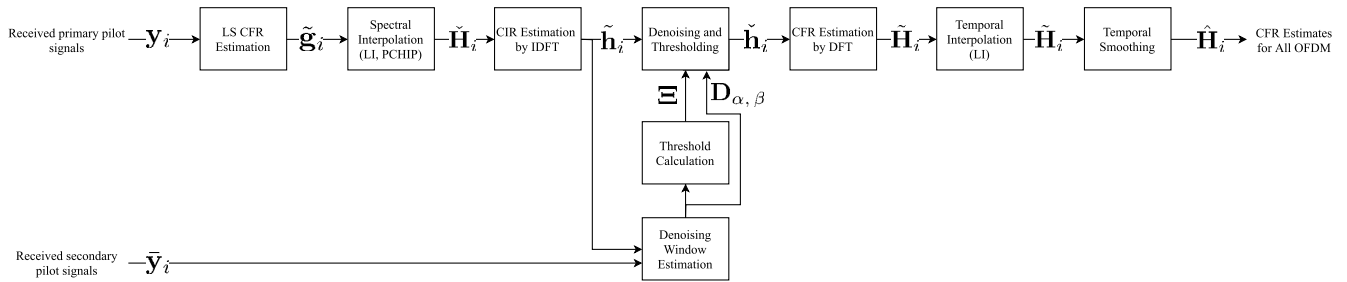 Received primary pilot
signals
y_i
LS CFR
Estimation
g̃_i
Spectral
Interpolation
(LI, PCHIP)
Ȟ_i
CIR Estimation
by IDFT
h̃_i
Denoising and
Thresholding
ȟ_i
CFR Estimation
by DFT
H̃_i
Temporal
Interpolation
(LI)
H̃_i
Temporal
Smoothing
Ĥ_i
CFR Estimates
for All OFDM
Ξ
D_{α, β}
Threshold
Calculation
Denoising
Window
Estimation
Received secondary
pilot signals
ȳ_i